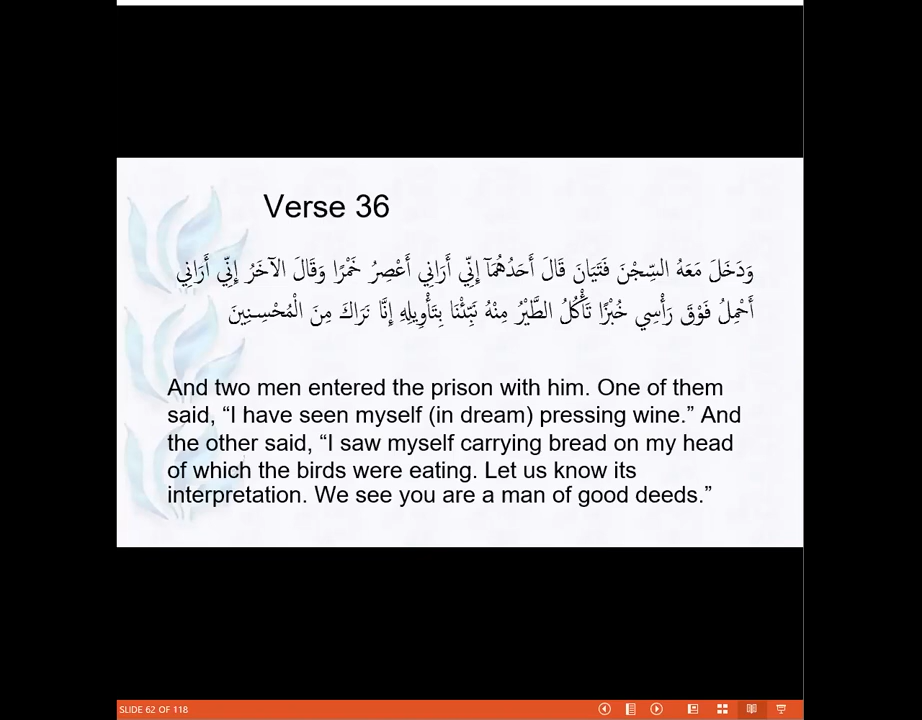 Verse 36
وَدَخَلَ مَعَهُ السِّجْنَ فَتَيَانَ قَالَ أَحَدُهُمَآ إِنِّي أَرَانِي أَعْصِرُ خَمْرًا وَقَالَ الآخَرُ إِنِّي أَرَانِي
أَحْمِلُ فَوْقَ رَأْسِي خُبْزًا تَأْكُلُ الطَّيْرُ مِنْهُ نَبِّئْنَا بِتَأْوِيلِهِ إِنَّا نَرَاكَ مِنَ الْمُحْسِنِينَ
And two men entered the prison with him. One of them
said, “I have seen myself (in dream) pressing wine.” And
the other said, “I saw myself carrying bread on my head
of which the birds were eating. Let us know its
interpretation. We see you are a man of good deeds.”
SLIDE 62 OF 118